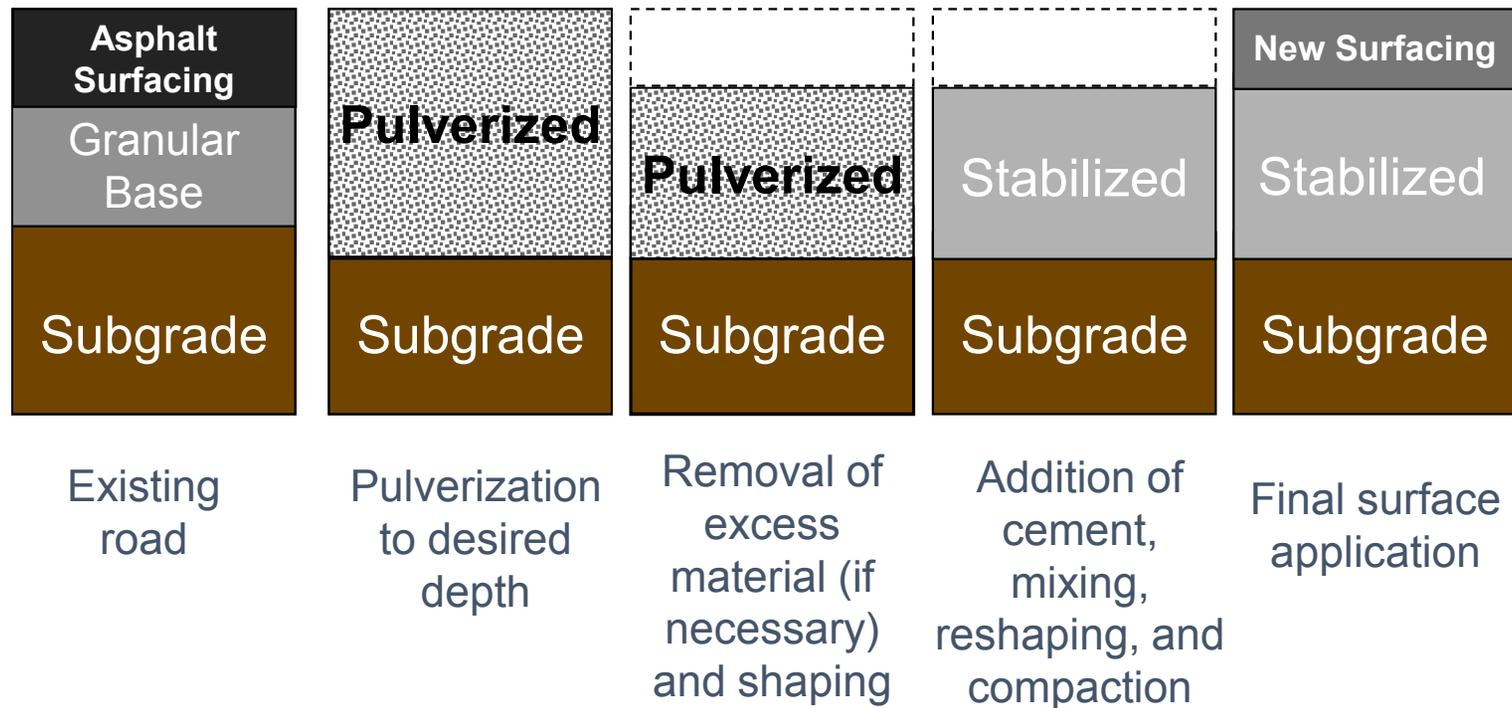 Asphalt
Surfacing
Granular
Base
Subgrade
Existing
road
Pulverized
Subgrade
Pulverization
to desired
depth
Pulverized
Subgrade
Removal of
excess
material (if
necessary)
and shaping
Stabilized
Subgrade
Addition of
cement,
mixing,
reshaping, and
compaction
New Surfacing
Stabilized
Subgrade
Final surface
application